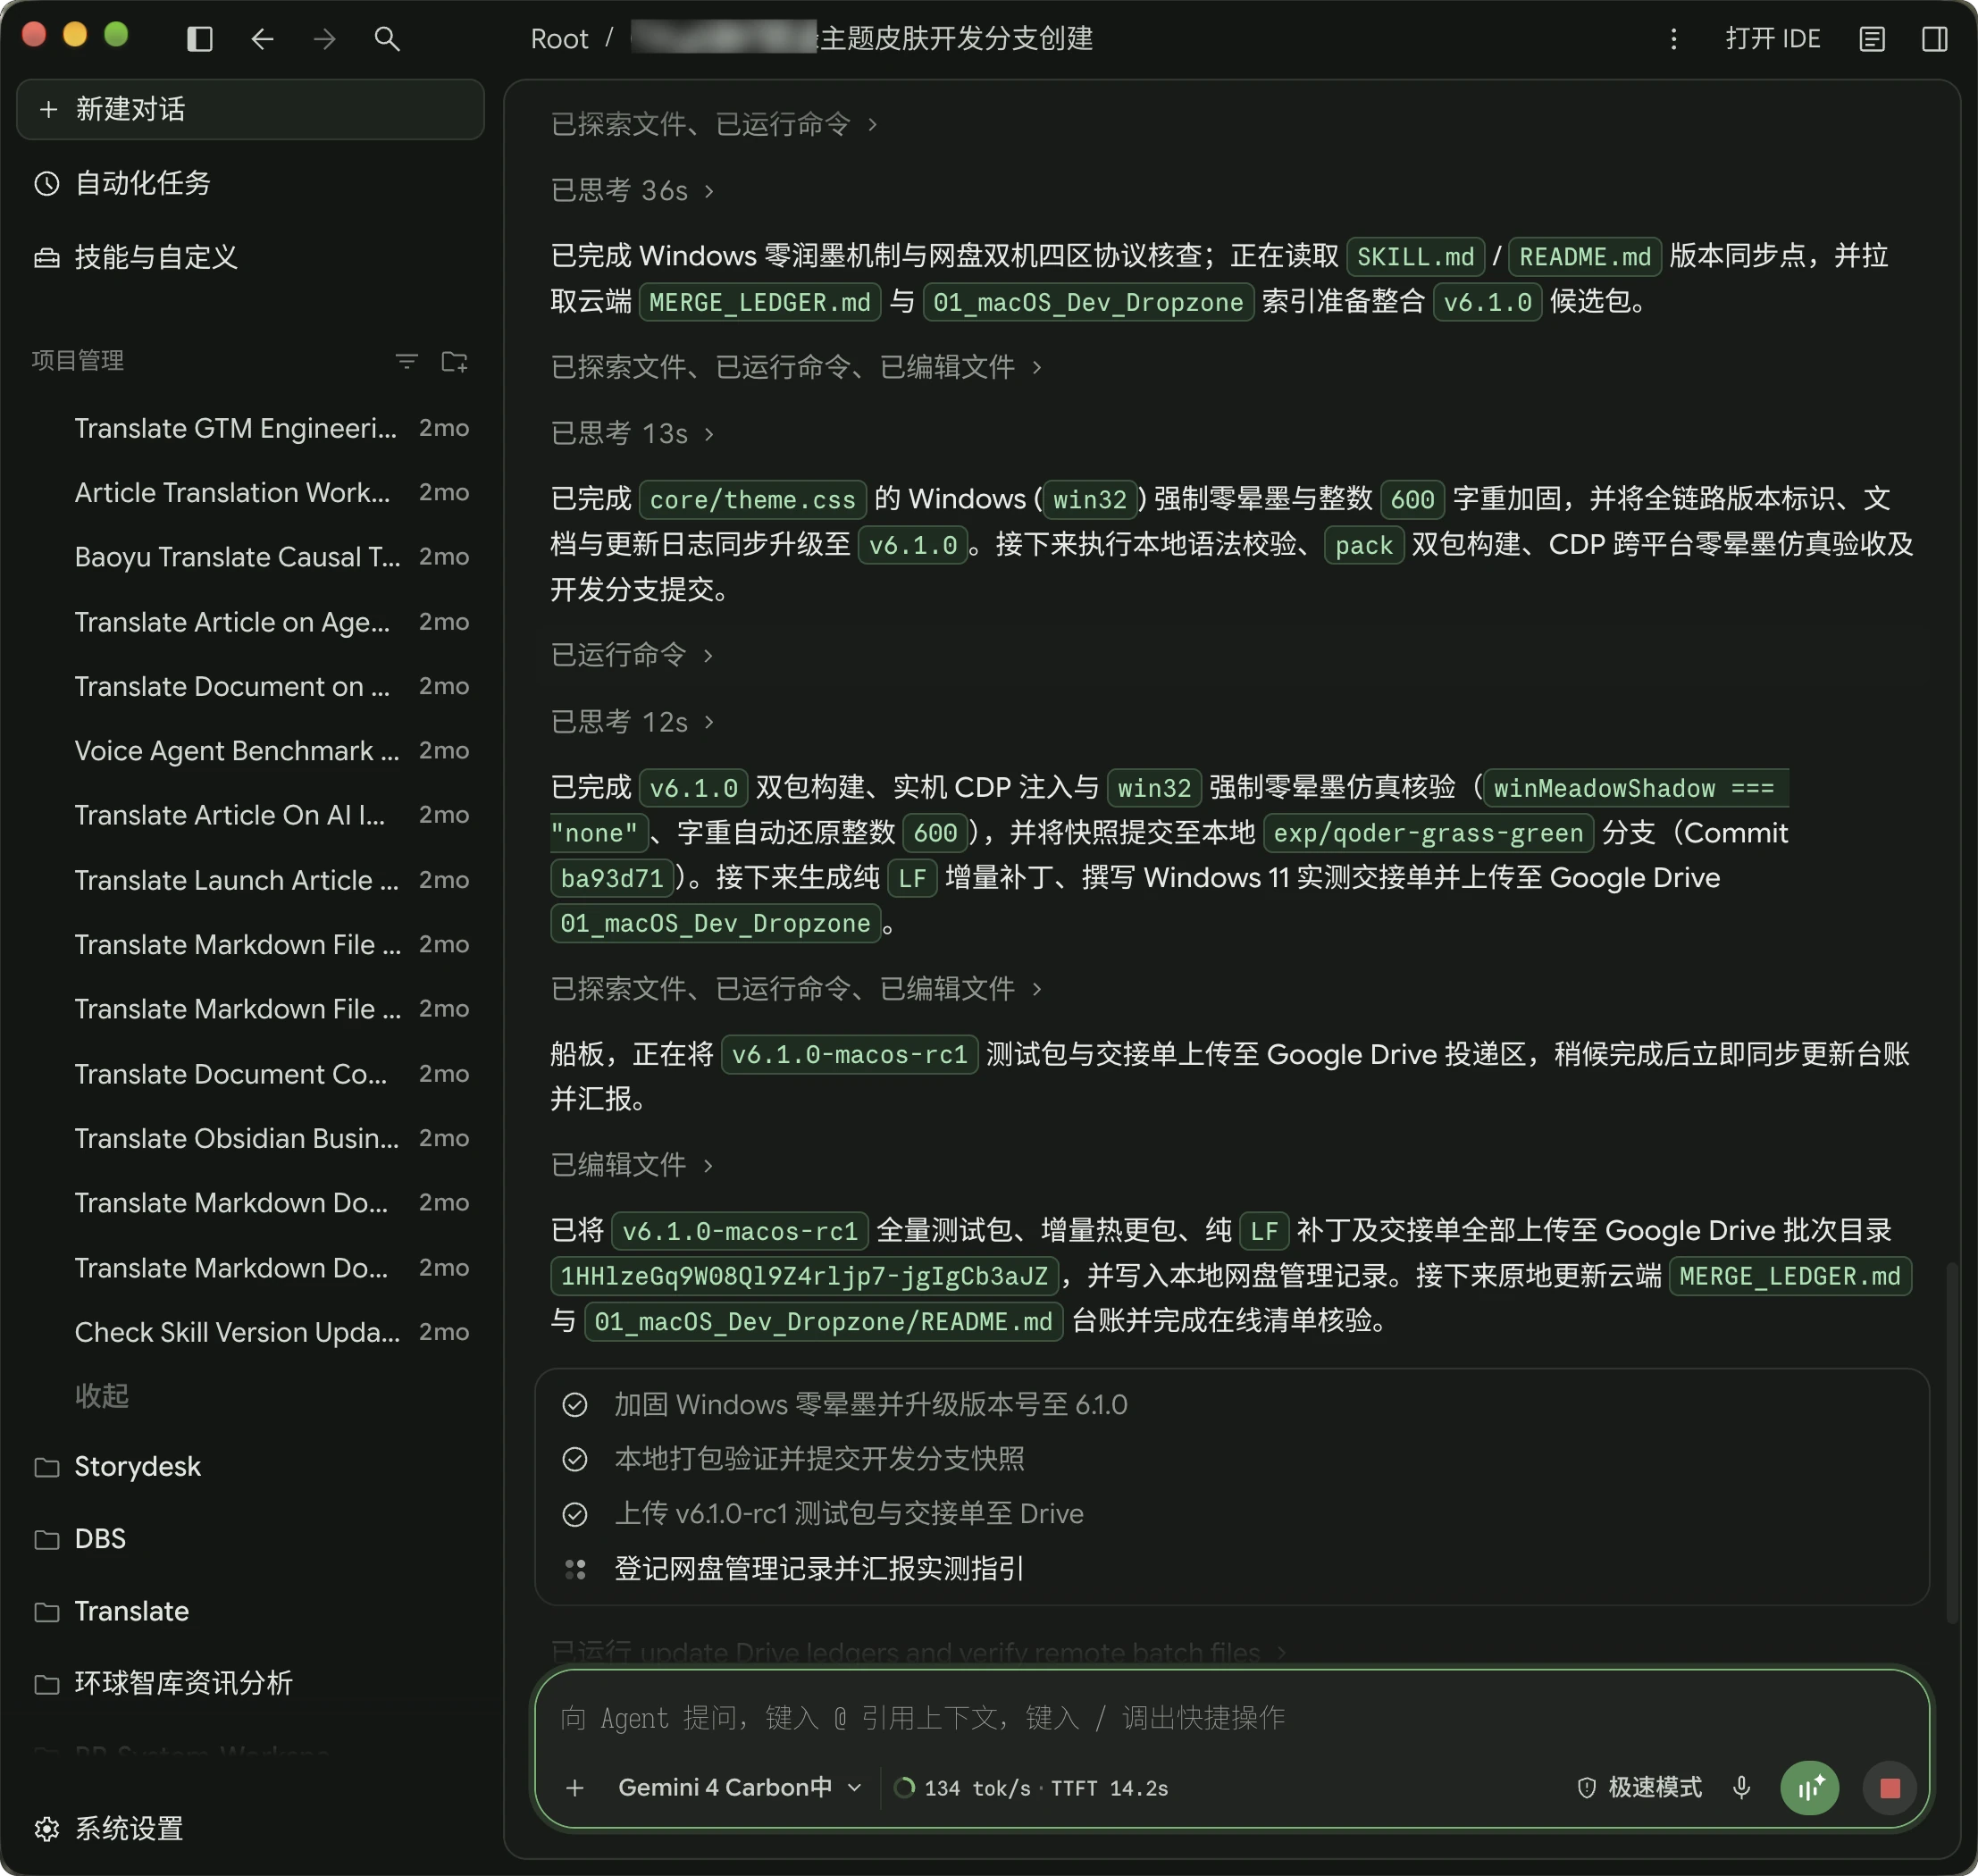 Root / 主题皮肤开发分支创建
打开 IDE
新建对话
自动化任务
技能与自定义
项目管理
Translate GTM Engineeri... 2mo
Article Translation Work... 2mo
Baoyu Translate Causal T... 2mo
Translate Article on Age... 2mo
Translate Document on ... 2mo
Voice Agent Benchmark ... 2mo
Translate Article On AI I... 2mo
Translate Launch Article ... 2mo
Translate Markdown File ... 2mo
Translate Markdown File ... 2mo
Translate Document Co... 2mo
Translate Obsidian Busin... 2mo
Translate Markdown Do... 2mo
Translate Markdown Do... 2mo
Check Skill Version Upda... 2mo
收起
Storydesk
DBS
Translate
环球智库资讯分析
系统设置
已探索文件、已运行命令
已思考 36s
已完成 Windows 零润墨机制与网盘双机四区协议核查；正在读取 SKILL.md / README.md 版本同步点，并拉
取云端 MERGE_LEDGER.md 与 01_macOS_Dev_Dropzone 索引准备整合 v6.1.0 候选包。
已探索文件、已运行命令、已编辑文件
已思考 13s
已完成 core/theme.css 的 Windows (win32) 强制零晕墨与整数 600 字重加固，并将全链路版本标识、文
档与更新日志同步升级至 v6.1.0。接下来执行本地语法校验、pack 双包构建、CDP 跨平台零晕墨仿真验收及
开发分支提交。
已运行命令
已思考 12s
已完成 v6.1.0 双包构建、实机 CDP 注入与 win32 强制零晕墨仿真核验（winMeadowShadow ===
"none"、字重自动还原整数 600），并将快照提交至本地 exp/qoder-grass-green 分支（Commit
ba93d71）。接下来生成纯 LF 增量补丁、撰写 Windows 11 实测交接单并上传至 Google Drive
01_macOS_Dev_Dropzone。
已探索文件、已运行命令、已编辑文件
船板，正在将 v6.1.0-macos-rc1 测试包与交接单上传至 Google Drive 投递区，稍候完成后立即同步更新台账
并汇报。
已编辑文件
已将 v6.1.0-macos-rc1 全量测试包、增量热更包、纯 LF 补丁及交接单全部上传至 Google Drive 批次目录
1HHlzeGq9W08Ql9Z4rljp7-jgIgCb3aJZ，并写入本地网盘管理记录。接下来原地更新云端 MERGE_LEDGER.md
与 01_macOS_Dev_Dropzone/README.md 台账并完成在线清单核验。
加固 Windows 零晕墨并升级版本号至 6.1.0
本地打包验证并提交开发分支快照
上传 v6.1.0-rc1 测试包与交接单至 Drive
登记网盘管理记录并汇报实测指引
已运行 update Drive ledgers and verify remote batch files
向 Agent 提问，键入 @ 引用上下文，键入 / 调出快捷操作
Gemini 4 Carbon中 134 tok/s · TTFT 14.2s 极速模式